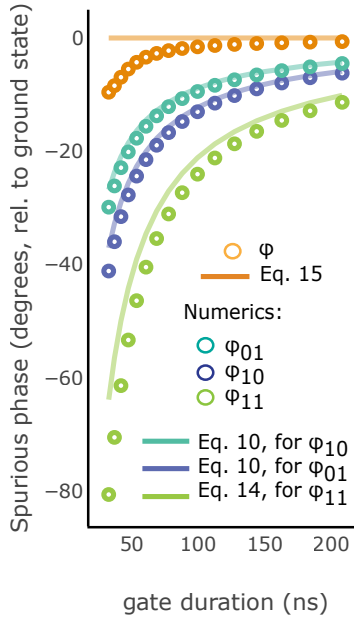 Spurious phase (degrees, rel. to ground state)
0
−20
−40
−60
−80
φ
Eq. 15
Numerics:
φ01
φ10
φ11
Eq. 10, for φ10
Eq. 10, for φ01
Eq. 14, for φ11
50 100 150 200
gate duration (ns)